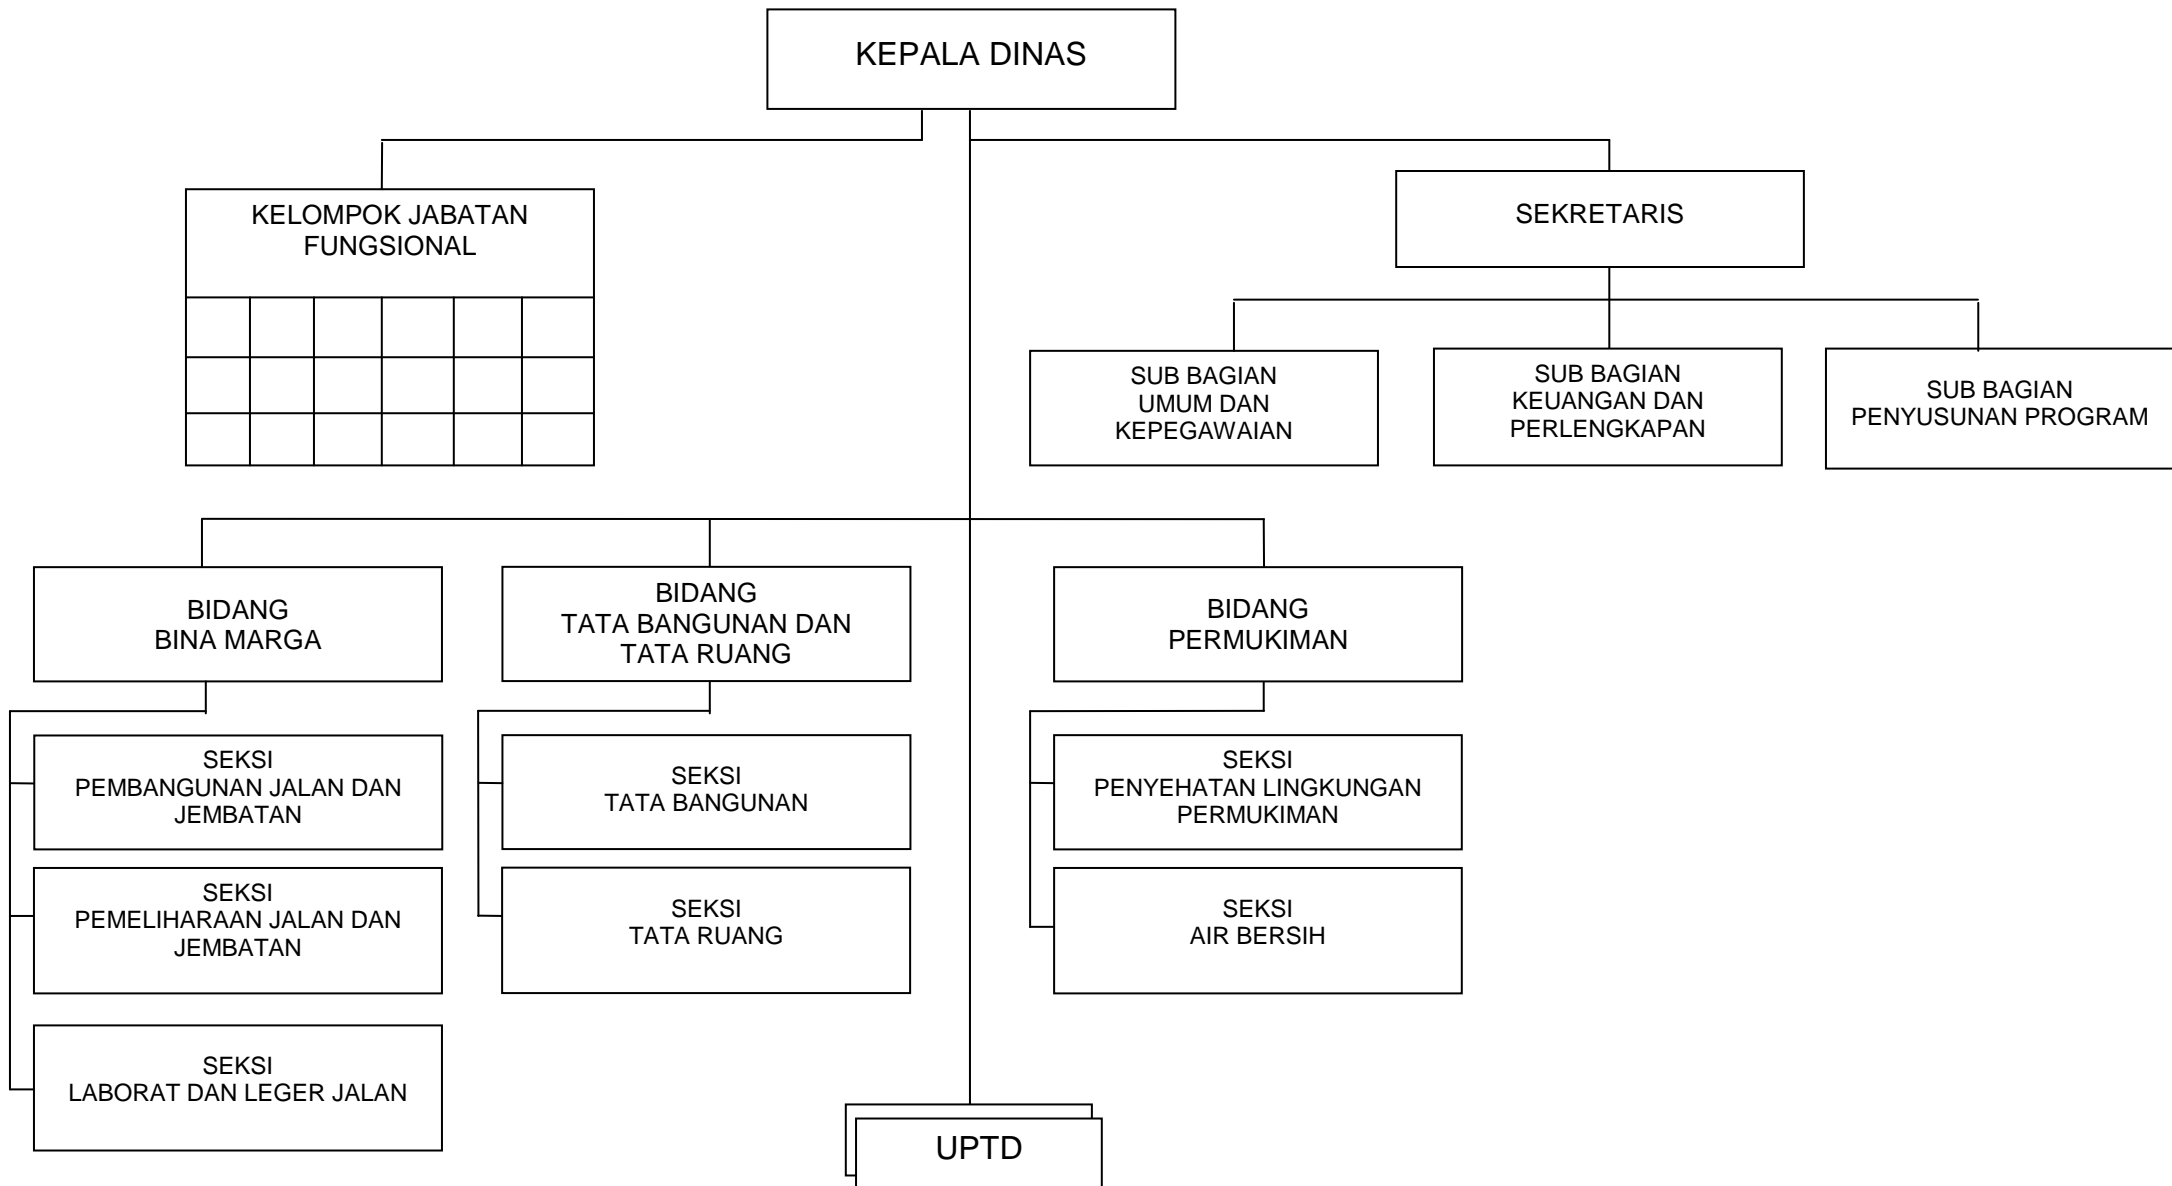 KEPALA DINAS
KELOMPOK JABATAN
FUNGSIONAL
SEKRETARIS
SUB BAGIAN
UMUM DAN
KEPEGAWAIAN
SUB BAGIAN
KEUANGAN DAN
PERLENGKAPAN
SUB BAGIAN
PENYUSUNAN PROGRAM
BIDANG
BINA MARGA
BIDANG
TATA BANGUNAN DAN
TATA RUANG
BIDANG
PERMUKIMAN
SEKSI
PEMBANGUNAN JALAN DAN
JEMBATAN
SEKSI
TATA BANGUNAN
SEKSI
PENYEHATAN LINGKUNGAN
PERMUKIMAN
SEKSI
PEMELIHARAAN JALAN DAN
JEMBATAN
SEKSI
TATA RUANG
SEKSI
AIR BERSIH
SEKSI
LABORAT DAN LEGER JALAN
UPTD